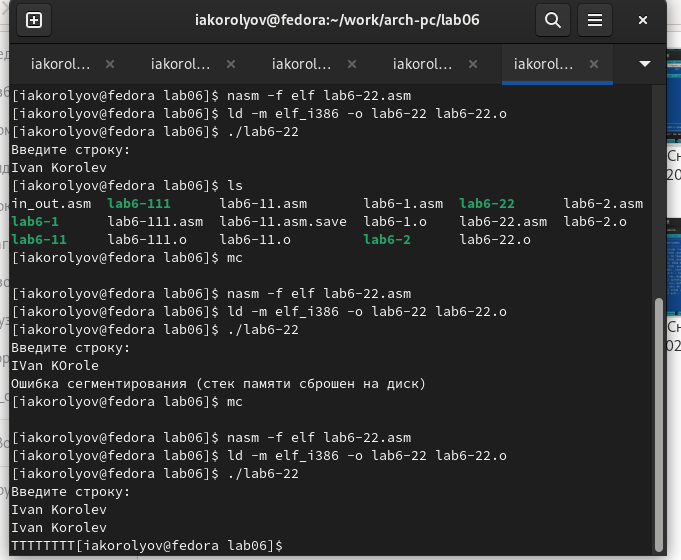 iakorolyov@fedora:~/work/arch-pc/lab06
iakorol... iakorol... iakorol... iakorol... iakorol...
[iakorolyov@fedora lab06]$ nasm -f elf lab6-22.asm
[iakorolyov@fedora lab06]$ ld -m elf_i386 -o lab6-22 lab6-22.o
[iakorolyov@fedora lab06]$ ./lab6-22
Введите строку:
Ivan Korolev
[iakorolyov@fedora lab06]$ ls
in_out.asm lab6-111 lab6-11.asm lab6-1.asm lab6-22 lab6-2.asm
lab6-1 lab6-111.asm lab6-11.asm.save lab6-1.o lab6-22.asm lab6-2.o
lab6-11 lab6-111.o lab6-11.o lab6-2 lab6-22.o
[iakorolyov@fedora lab06]$ mc
[iakorolyov@fedora lab06]$ nasm -f elf lab6-22.asm
[iakorolyov@fedora lab06]$ ld -m elf_i386 -o lab6-22 lab6-22.o
[iakorolyov@fedora lab06]$ ./lab6-22
Введите строку:
IVan KOrole
Ошибка сегментирования (стек памяти сброшен на диск)
[iakorolyov@fedora lab06]$ mc
[iakorolyov@fedora lab06]$ nasm -f elf lab6-22.asm
[iakorolyov@fedora lab06]$ ld -m elf_i386 -o lab6-22 lab6-22.o
[iakorolyov@fedora lab06]$ ./lab6-22
Введите строку:
Ivan Korolev
Ivan Korolev
TTTTTTTT[iakorolyov@fedora lab06]$